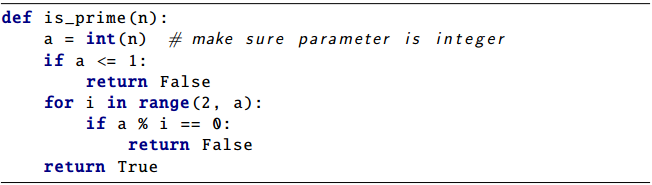 def is_prime(n):
    a = int(n)  # make sure parameter is integer
    if a <= 1:
        return False
    for i in range(2, a):
        if a % i == 0:
            return False
    return True